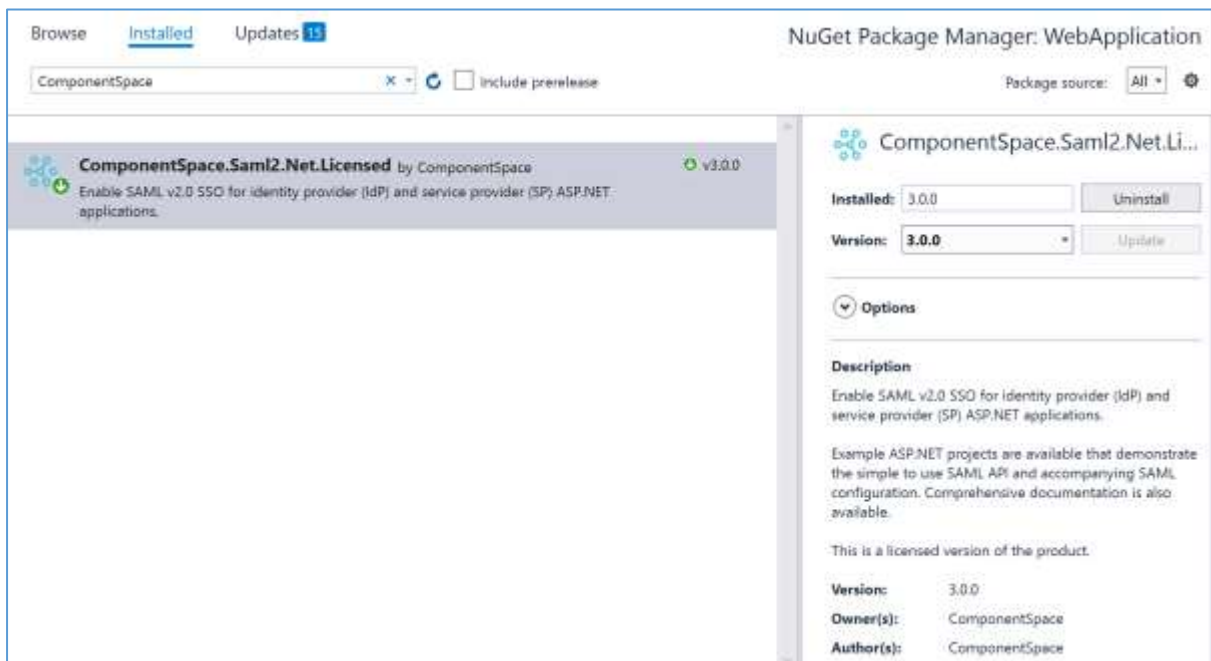 Browse Installed Updates 15
NuGet Package Manager: WebApplication
ComponentSpace
Include prerelease
Package source: All
ComponentSpace.Saml2.Net.Licensed by ComponentSpace v3.0.0
Enable SAML v2.0 SSO for identity provider (IdP) and service provider (SP) ASP.NET
applications.
ComponentSpace.Saml2.Net.Li...
Installed: 3.0.0 Uninstall
Version: 3.0.0 Update
Options
Description
Enable SAML v2.0 SSO for identity provider (IdP) and
service provider (SP) ASP.NET applications.
Example ASP.NET projects are available that demonstrate
the simple to use SAML API and accompanying SAML
configuration. Comprehensive documentation is also
available.
This is a licensed version of the product.
Version: 3.0.0
Owner(s): ComponentSpace
Author(s): ComponentSpace